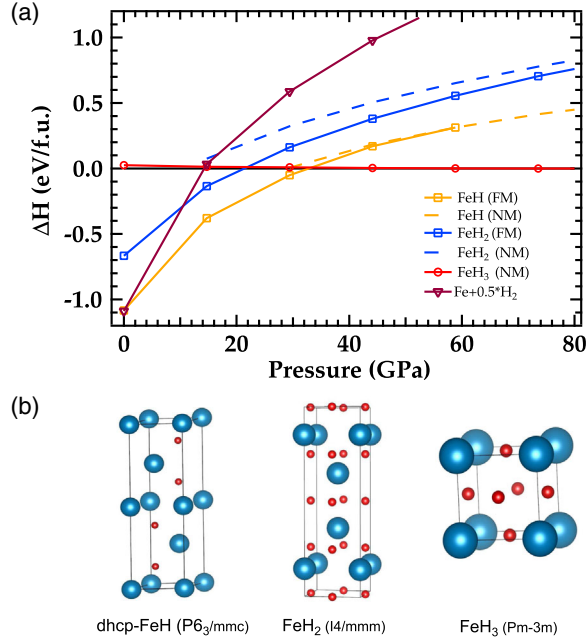 (a)
1.0
0.5
0.0
-0.5
-1.0
ΔH (eV/f.u.)
FeH (FM)
FeH (NM)
FeH₂ (FM)
FeH₂ (NM)
FeH₃ (NM)
Fe+0.5*H₂
0 20 40 60 80
Pressure (GPa)
(b)
dhcp-FeH (P6₃/mmc) FeH₂ (I4/mmm) FeH₃ (Pm-3m)